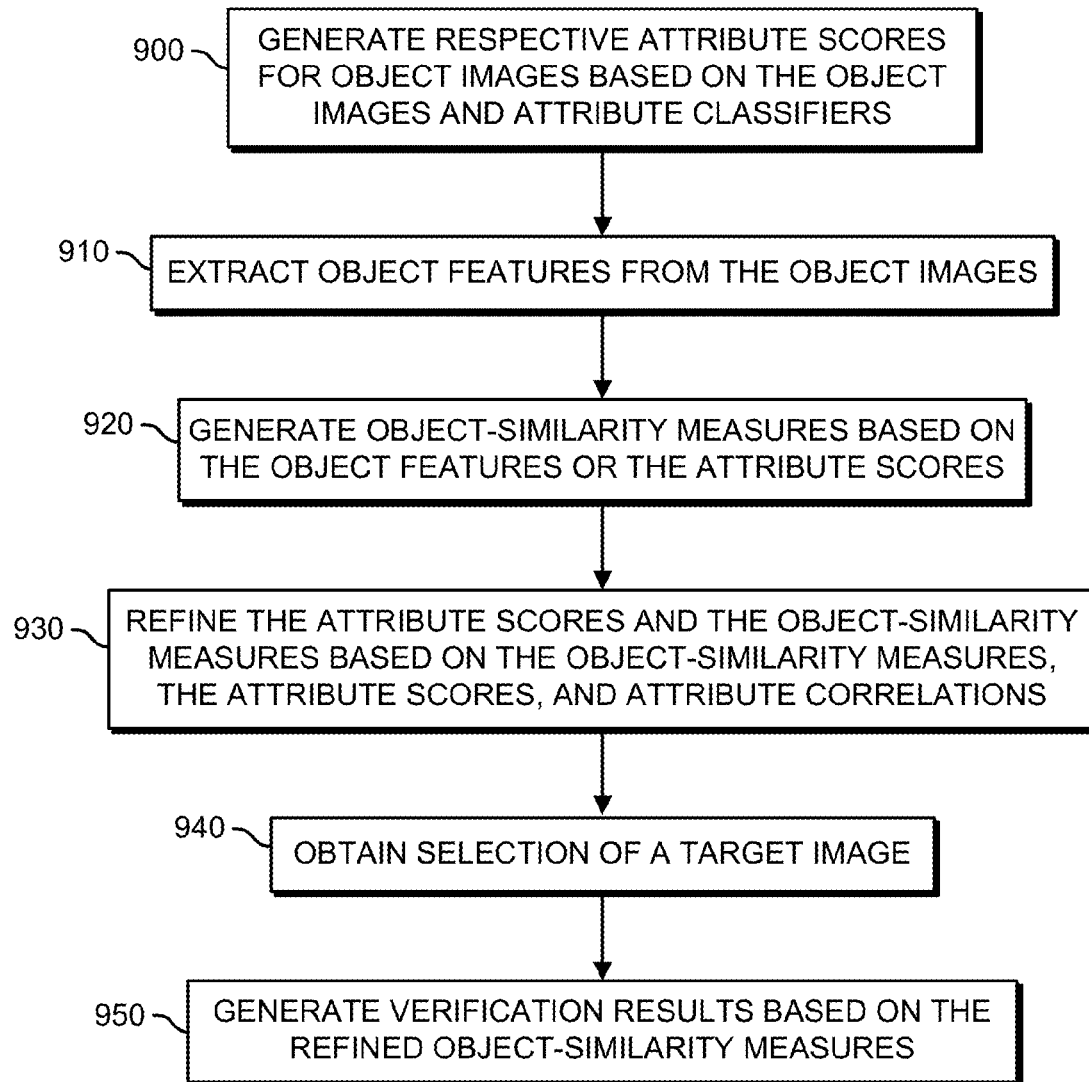 900
GENERATE RESPECTIVE ATTRIBUTE SCORES
FOR OBJECT IMAGES BASED ON THE OBJECT
IMAGES AND ATTRIBUTE CLASSIFIERS
910
EXTRACT OBJECT FEATURES FROM THE OBJECT IMAGES
920
GENERATE OBJECT-SIMILARITY MEASURES BASED ON
THE OBJECT FEATURES OR THE ATTRIBUTE SCORES
930
REFINE THE ATTRIBUTE SCORES AND THE OBJECT-SIMILARITY
MEASURES BASED ON THE OBJECT-SIMILARITY MEASURES,
THE ATTRIBUTE SCORES, AND ATTRIBUTE CORRELATIONS
940
OBTAIN SELECTION OF A TARGET IMAGE
950
GENERATE VERIFICATION RESULTS BASED ON THE
REFINED OBJECT-SIMILARITY MEASURES